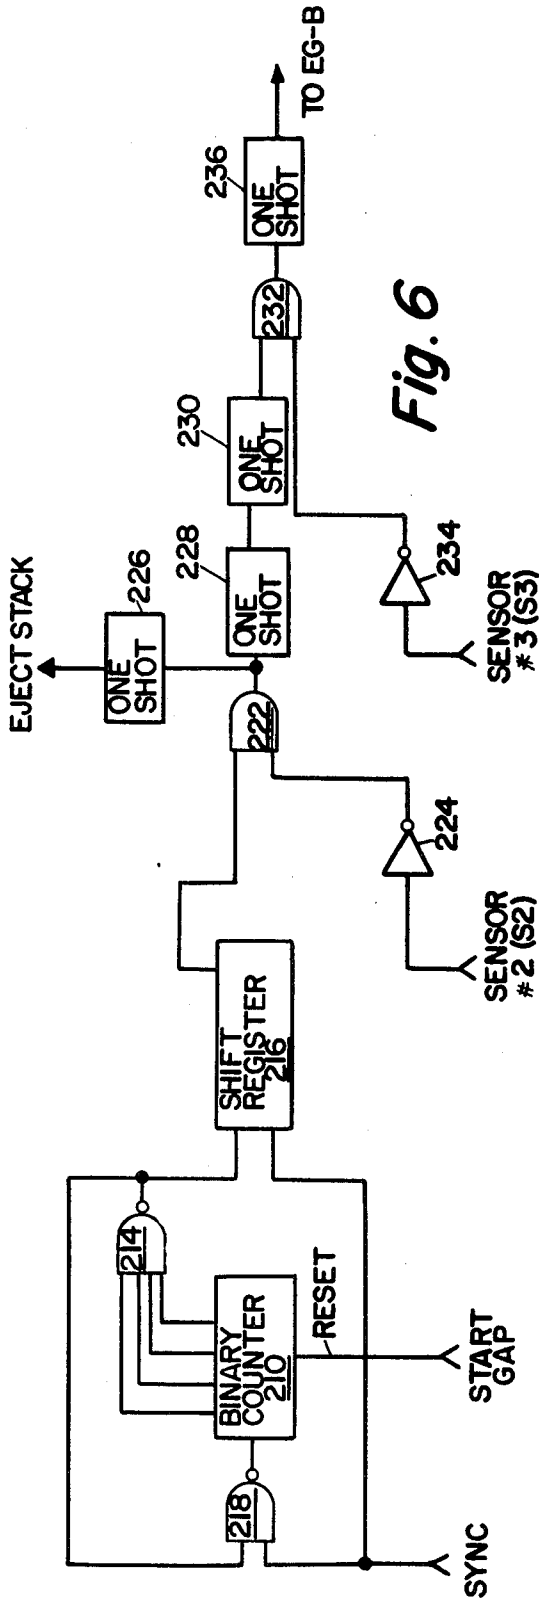 EJECT STACK
ONE
SHOT
226
ONE
SHOT
228
ONE
SHOT
230
232
ONE
SHOT
236
TO EG-B
222
224
SENSOR
#2 (S2)
234
SENSOR
#3 (S3)
SHIFT
REGISTER
216
214
BINARY
COUNTER
210
218
RESET
START
GAP
SYNC
Fig. 6